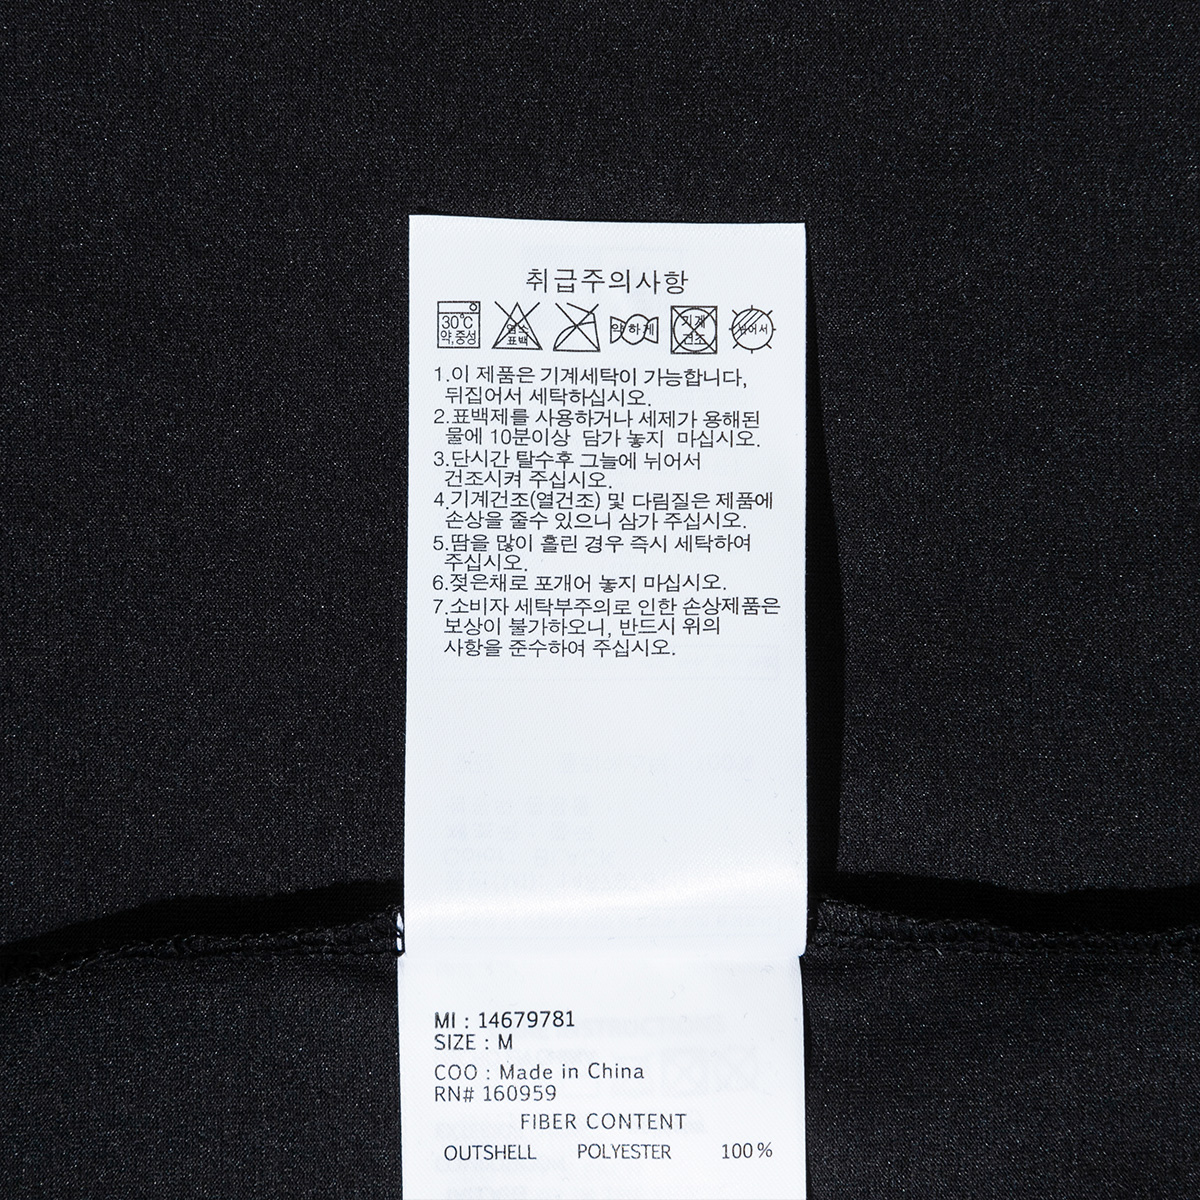 취급주의사항
30℃ 약,중성 염소 표백 약하게 기계 건조 뉘어서
1.이 제품은 기계세탁이 가능합니다,
뒤집어서 세탁하십시오.
2.표백제를 사용하거나 세제가 용해된
물에 10분이상 담가 놓지 마십시오.
3.단시간 탈수후 그늘에 뉘어서
건조시켜 주십시오.
4.기계건조(열건조) 및 다림질은 제품에
손상을 줄수 있으니 삼가 주십시오.
5.땀을 많이 흘린 경우 즉시 세탁하여
주십시오.
6.젖은채로 포개어 놓지 마십시오.
7.소비자 세탁부주의로 인한 손상제품은
보상이 불가하오니, 반드시 위의
사항을 준수하여 주십시오.
MI : 14679781
SIZE : M
COO : Made in China
RN# 160959
FIBER CONTENT
OUTSHELL POLYESTER 100%